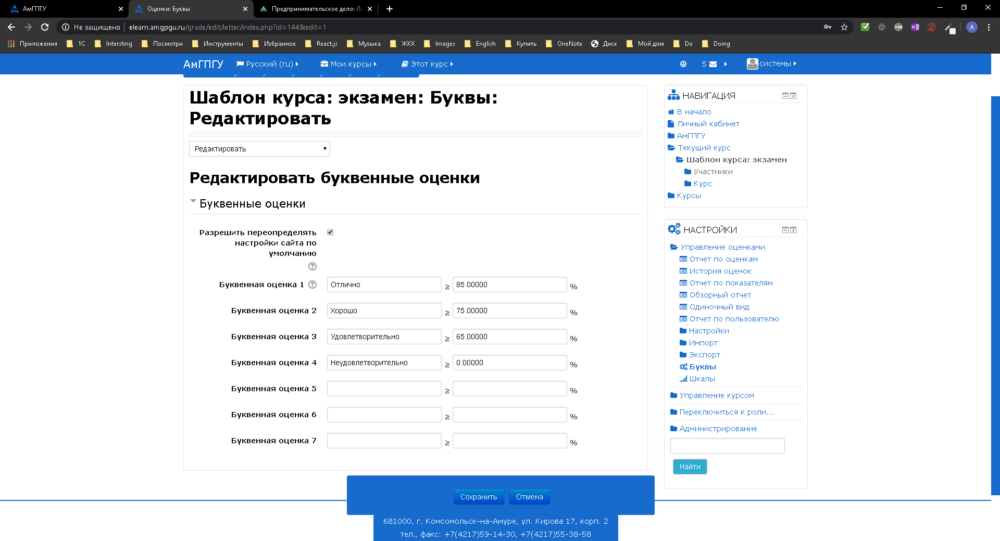 АмГПГУ
Оценки: Буквы
Предпринимательское дело: Ли
Не защищено
elearn.amgpgu.ru/grade/edit/letter/index.php?id=144&edit=1
A
Приложения
1C
Intersting
Посмотри
Инструменты
Избранное
React.js
Музыка
ЖКХ
Images
English
Купить
OneNote
Диск
Мой дом
Do
Doing
АмГПГУ
Русский (ru)
Мои курсы
Этот курс
5
системы
Шаблон курса: экзамен: Буквы:
Редактировать
Редактировать
Редактировать буквенные оценки
Буквенные оценки
Разрешить переопределять
настройки сайта по
умолчанию
Буквенная оценка 1 Отлично ≥ 85.00000 %
Буквенная оценка 2 Хорошо ≥ 75.00000 %
Буквенная оценка 3 Удовлетворительно ≥ 65.00000 %
Буквенная оценка 4 Неудовлетворительно ≥ 0.00000 %
Буквенная оценка 5 ≥ %
Буквенная оценка 6 ≥ %
Буквенная оценка 7 ≥ %
НАВИГАЦИЯ
В начало
Личный кабинет
АмГПГУ
Текущий курс
Шаблон курса: экзамен
Участники
Курс
Курсы
НАСТРОЙКИ
Управление оценками
Отчет по оценкам
История оценок
Отчет по показателям
Обзорный отчет
Одиночный вид
Отчет по пользователю
Настройки
Импорт
Экспорт
Буквы
Шкалы
Управление курсом
Переключиться к роли...
Администрирование
Найти
Сохранить
Отмена
681000, г. Комсомольск-на-Амуре, ул. Кирова 17, корп. 2
тел., факс: +7(4217)59-14-30, +7(4217)55-38-58